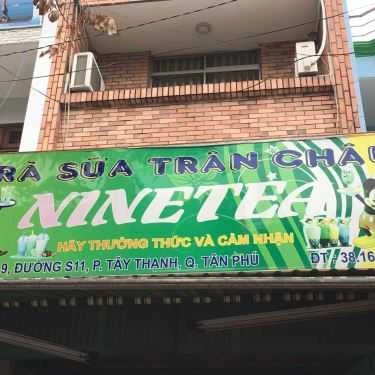 RÀ SỮA TRÂN CHÂU
NINETEA
HÃY THƯỞNG THỨC VÀ CẢM NHẬN
9, ĐƯỜNG S11, P. TÂY THẠNH, Q. TÂN PHÚ
ĐT - 38.16